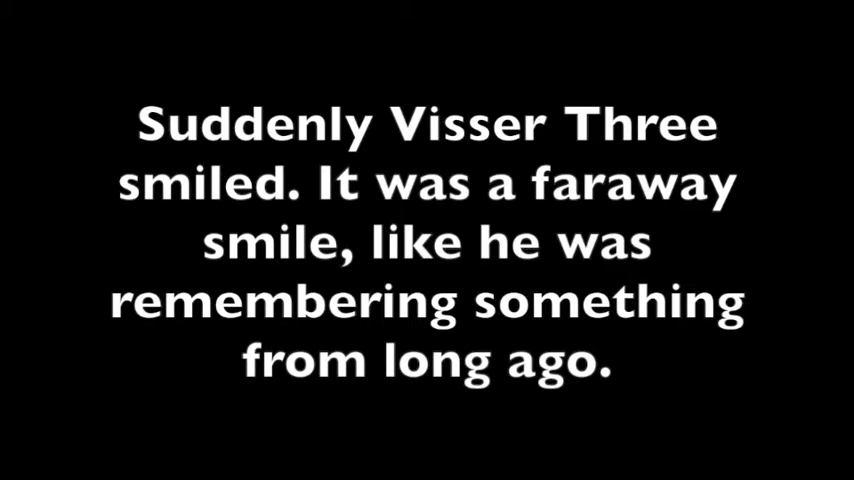 Suddenly Visser Three
smiled. It was a faraway
smile, like he was
remembering something
from long ago.